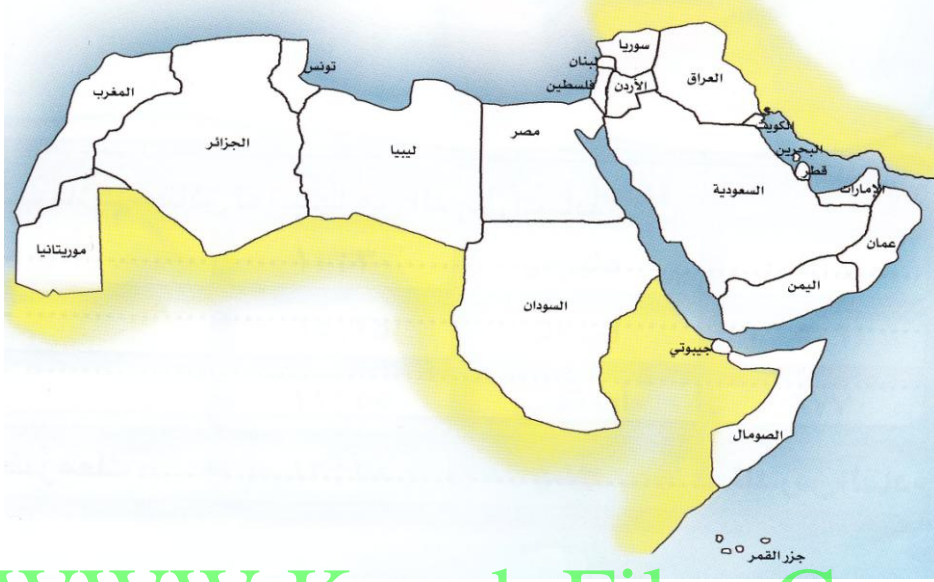 سوريا
لبنان
العراق
تونس
فلسطين
الأردن
المغرب
الكويت
مصر
الجزائر
ليبيا
البحرين
قطر
السعودية
الإمارات
موريتانيا
عمان
اليمن
السودان
جيبوتي
الصومال
جزر القمر